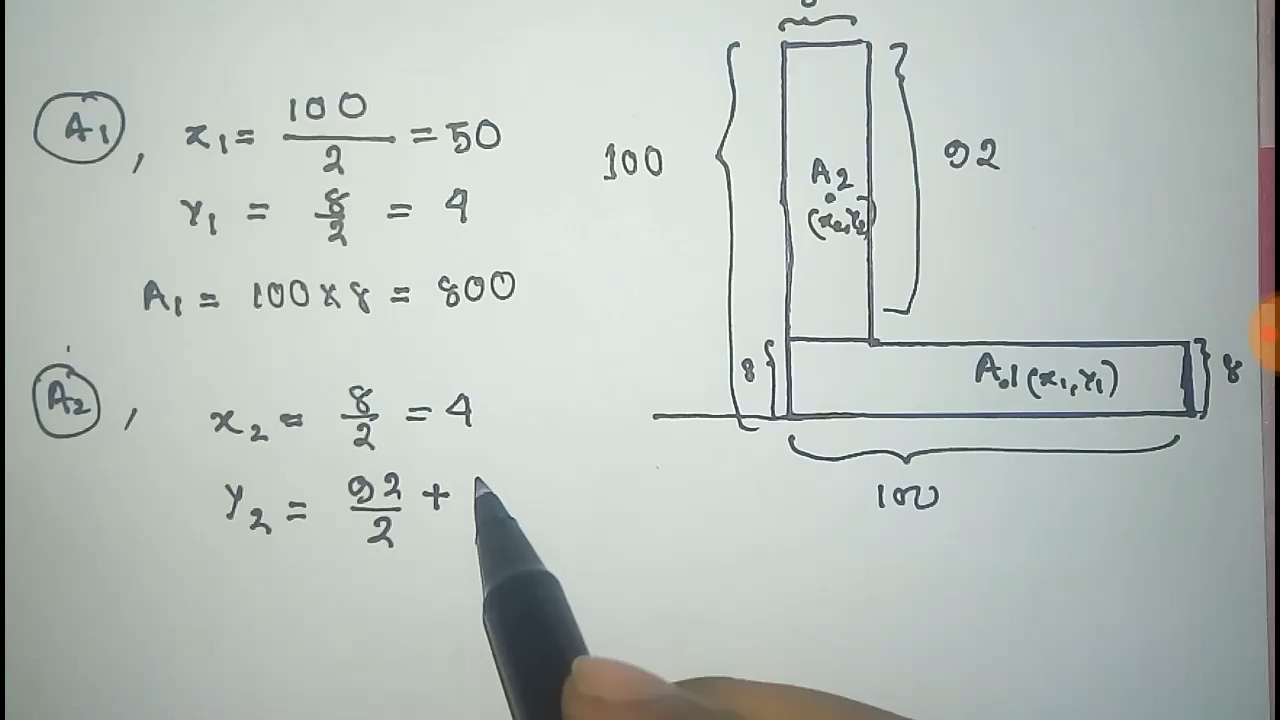 A1, x1 = 100/2 = 50
Y1 = 8/2 = 4
A1 = 100 x 8 = 800
A2, x2 = 8/2 = 4
Y2 = 92/2 +
100
A2
(x2, Y2)
92
8
A1 (x1, Y1)
8
100